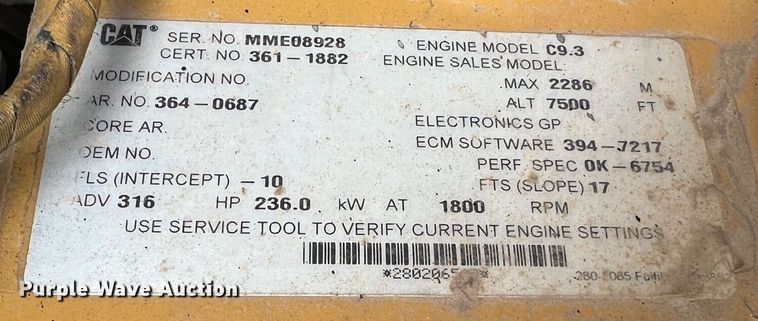 CAT® SER. NO. MME08928 ENGINE MODEL C9.3
CERT. NO. 361-1882 ENGINE SALES MODEL:
MODIFICATION NO. MAX 2286 M
AR. NO. 364-0687 ALT 7500 FT
CORE AR. ELECTRONICS GP
OEM NO. ECM SOFTWARE 394-7217
PERF. SPEC 0K-6754
FLS (INTERCEPT) -10 FTS (SLOPE) 17
ADV 316 HP 236.0 kW AT 1800 RPM
USE SERVICE TOOL TO VERIFY CURRENT ENGINE SETTINGS
Purple Wave Auction